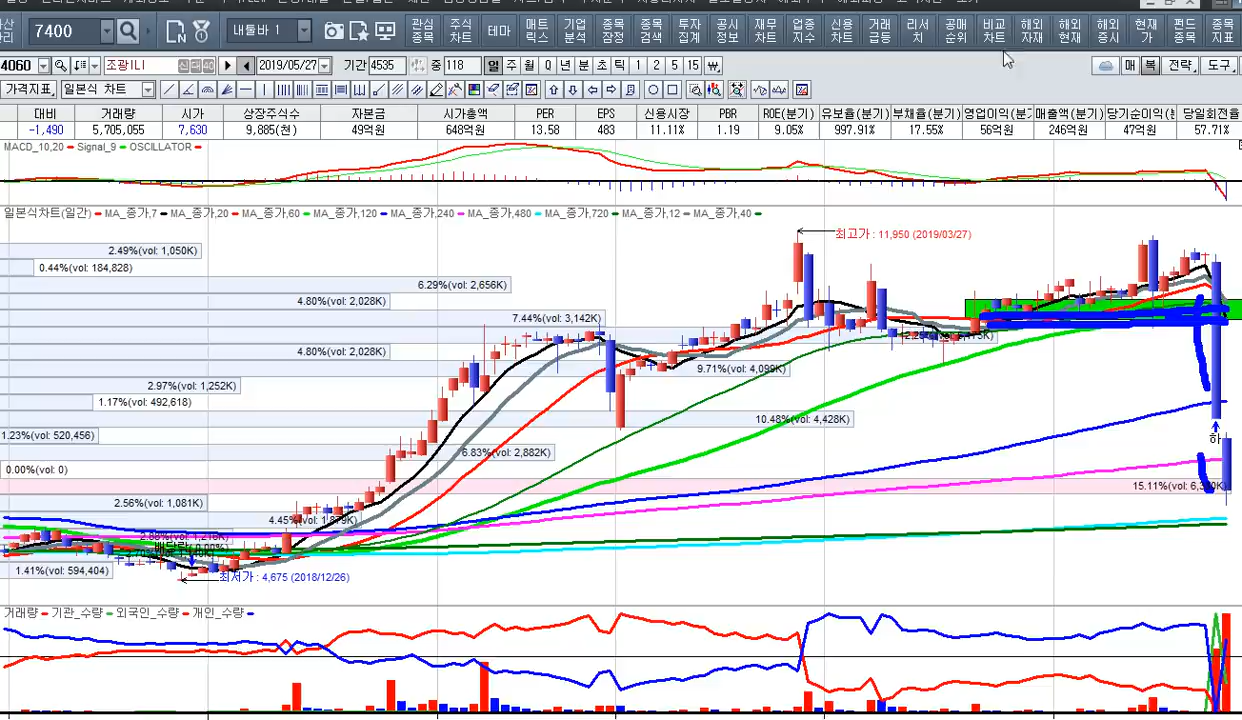 7400 내툴바 1 관심 주식 테마 매트 기업 종목 종목 투자 공시 재무 업종 신용 거래 리서 공매 비교 해외 해외 해외 현재 펀드 종목
종목 차트 릭스 분석 잠정 검색 집계 정보 차트 지수 차트 급등 치 순위 차트 자재 현재 증시 가 종목 지표
4060 조광ILI 2019/05/27 기간 4535 중 118 일 주 월 Q 년 분 초 틱 1 2 5 15 매 복 전략 도구
가격지표 일본식 차트
대비 거래량 시가 상장주식수 자본금 시가총액 PER EPS 신용시장 PBR ROE(분기) 유보율(분기) 부채율(분기) 영업이익(분기 매출액(분기) 당기순이익(분 당일회전율
-1,490 5,705,055 7,630 9,885(천) 49억원 648억원 13.58 483 11.11% 1.19 9.05% 997.91% 17.55% 56억원 246억원 47억원 57.71%
MACD_10,20 Signal_9 OSCILLATOR
일본식차트(일간) MA_종가,7 MA_종가,20 MA_종가,60 MA_종가,120 MA_종가,240 MA_종가,480 MA_종가,720 MA_종가,12 MA_종가,40
최고가 : 11,950 (2019/03/27)
2.49%(vol: 1,050K)
0.44%(vol: 184,828)
6.29%(vol: 2,656K)
4.80%(vol: 2,028K)
7.44%(vol: 3,142K)
4.80%(vol: 2,028K)
9.71%(vol: 4,099K)
2.97%(vol: 1,252K)
1.17%(vol: 492,618)
10.48%(vol: 4,428K)
1.23%(vol: 520,456)
하
6.83%(vol: 2,882K)
0.00%(vol: 0)
15.11%(vol:
2.56%(vol: 1,081K)
4.45%(vol: 1,879K)
2.88%(vol: 1,216K)
1.41%(vol: 594,404)
최저가 : 4,675 (2018/12/26)
거래량 기관_수량 외국인_수량 개인_수량